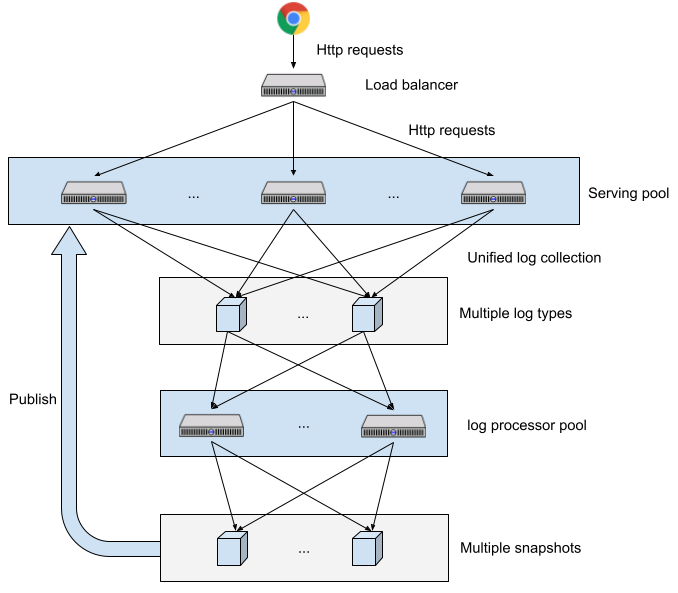 Http requests
Load balancer
Http requests
... ...
Serving pool
Unified log collection
...
Multiple log types
Publish
...
log processor pool
...
Multiple snapshots